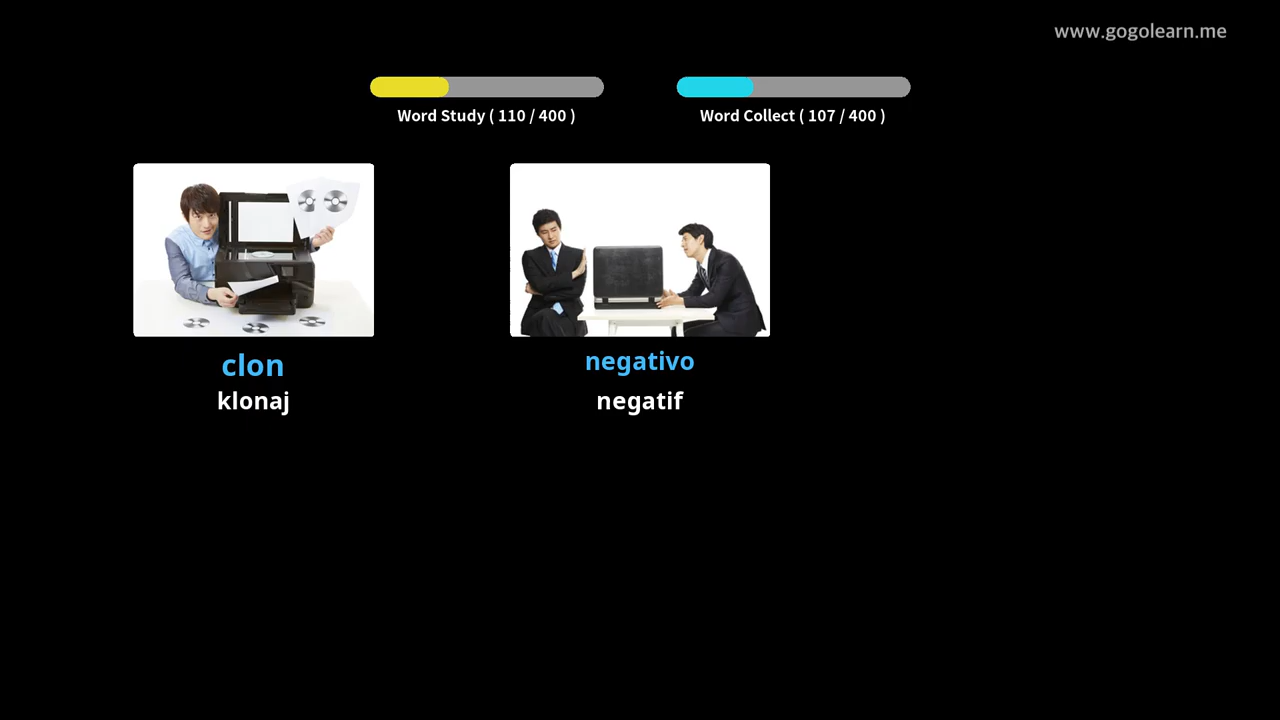 www.gogolearn.me
Word Study ( 110 / 400 )
Word Collect ( 107 / 400 )
clon
klonaj
negativo
negatif